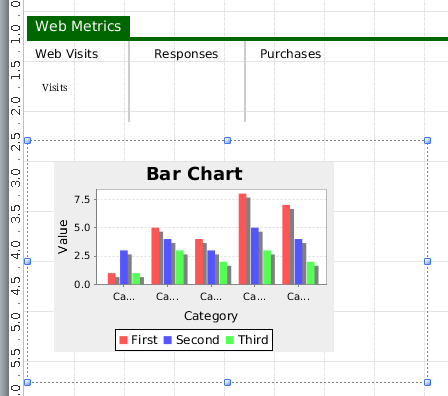 Web Metrics
Web Visits Responses Purchases
Visits
Bar Chart
Value
7.5
5.0
2.5
0.0
Ca... Ca... Ca... Ca... Ca...
Category
First Second Third
1.0
1.5
2.0
2.5
3.0
3.5
4.0
4.5
5.0
5.5